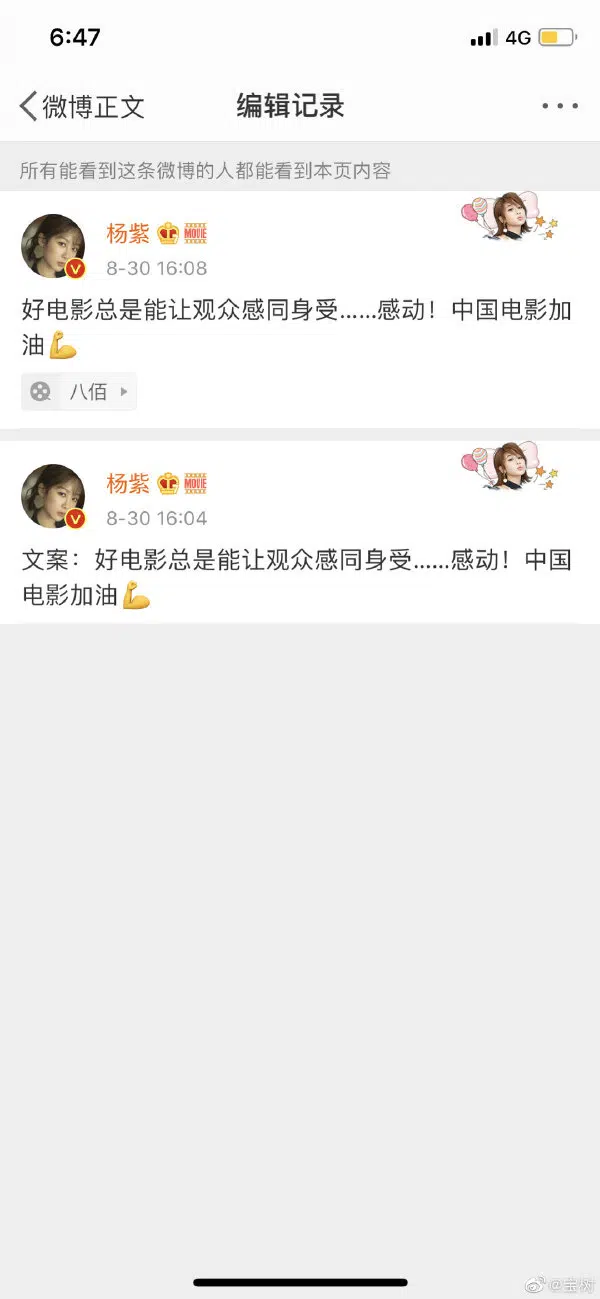 6:47
4G
微博正文
编辑记录
所有能看到这条微博的人都能看到本页内容
杨紫
MOVIE
8-30 16:08
好电影总是能让观众感同身受……感动！中国电影加
油💪
八佰
杨紫
MOVIE
8-30 16:04
文案：好电影总是能让观众感同身受……感动！中国
电影加油💪
@宝树